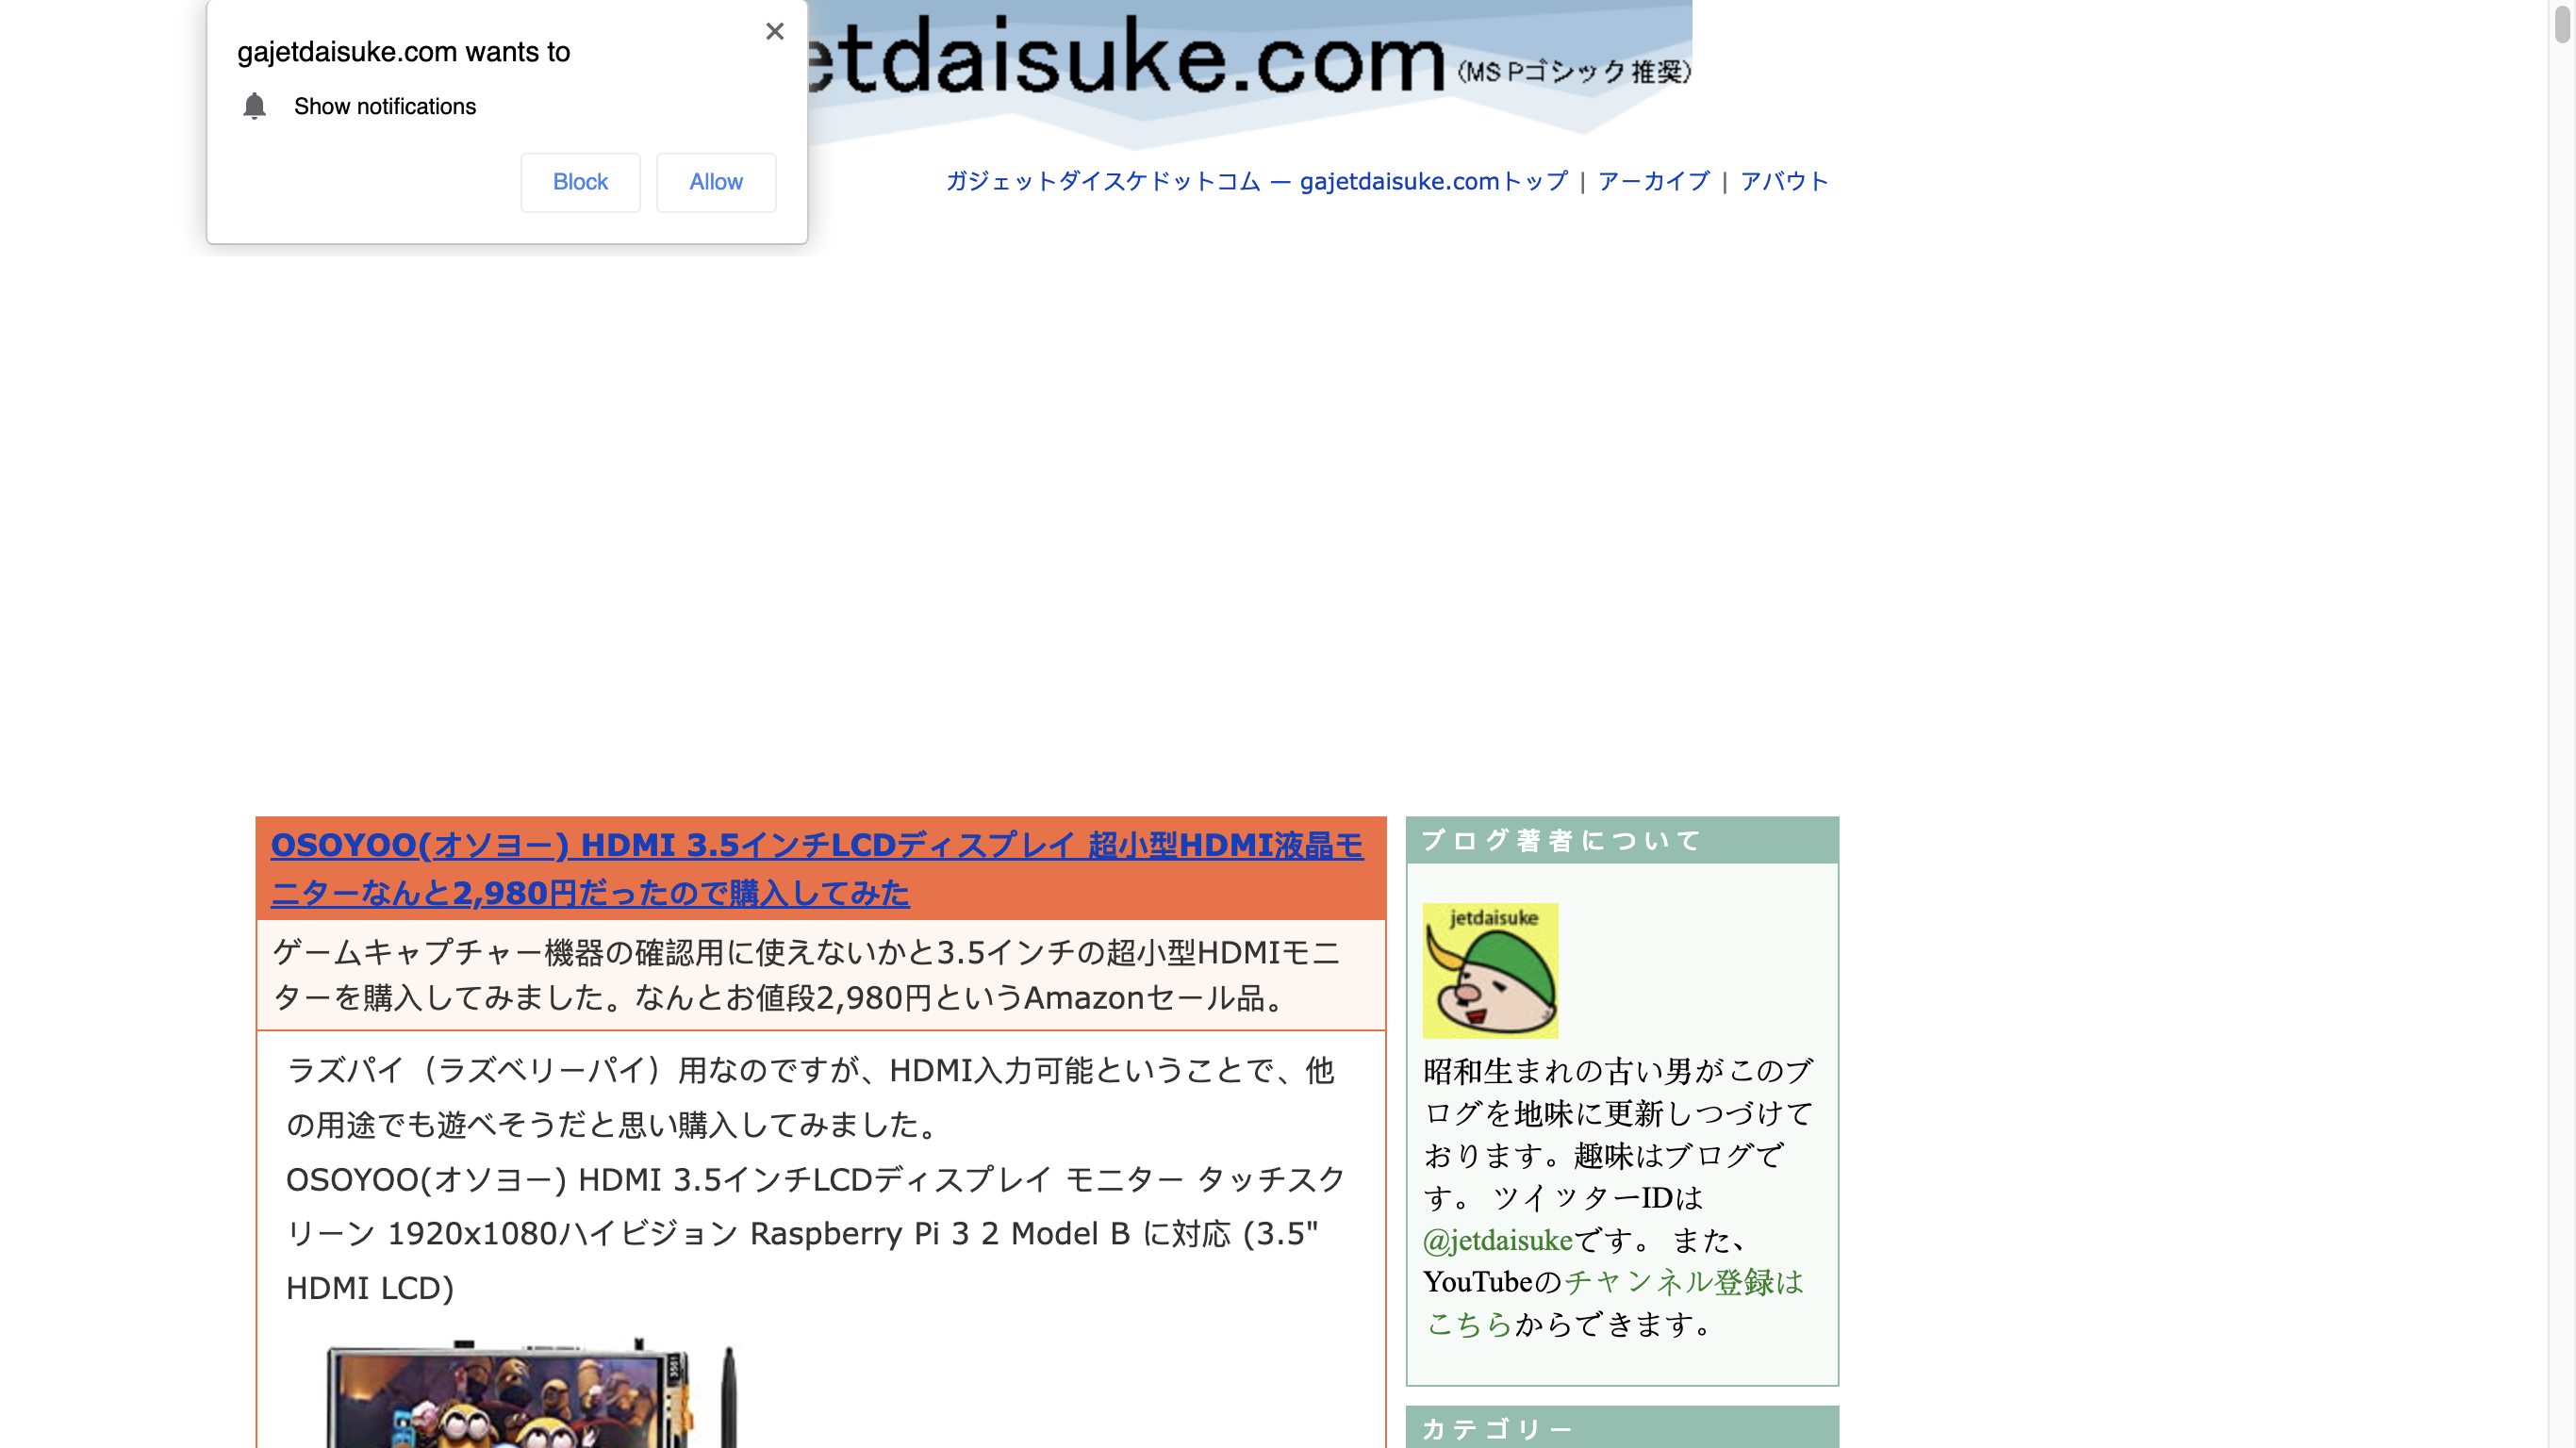 gajetdaisuke.com wants to
Show notifications
Block
Allow
etdaisuke.com (MS Pゴシック推奨)
ガジェットダイスケドットコム — gajetdaisuke.comトップ | アーカイブ | アバウト
OSOYOO(オソヨー) HDMI 3.5インチLCDディスプレイ 超小型HDMI液晶モ
ニターなんと2,980円だったので購入してみた
ゲームキャプチャー機器の確認用に使えないかと3.5インチの超小型HDMIモニ
ターを購入してみました。なんとお値段2,980円というAmazonセール品。
ラズパイ（ラズベリーパイ）用なのですが、HDMI入力可能ということで、他
の用途でも遊べそうだと思い購入してみました。
OSOYOO(オソヨー) HDMI 3.5インチLCDディスプレイ モニター タッチスク
リーン 1920x1080ハイビジョン Raspberry Pi 3 2 Model B に対応 (3.5"
HDMI LCD)
ブログ著者について
jetdaisuke
昭和生まれの古い男がこのブ
ログを地味に更新しつづけて
おります。趣味はブログで
す。 ツイッターIDは
@jetdaisukeです。 また、
YouTubeのチャンネル登録は
こちらからできます。
カテゴリー